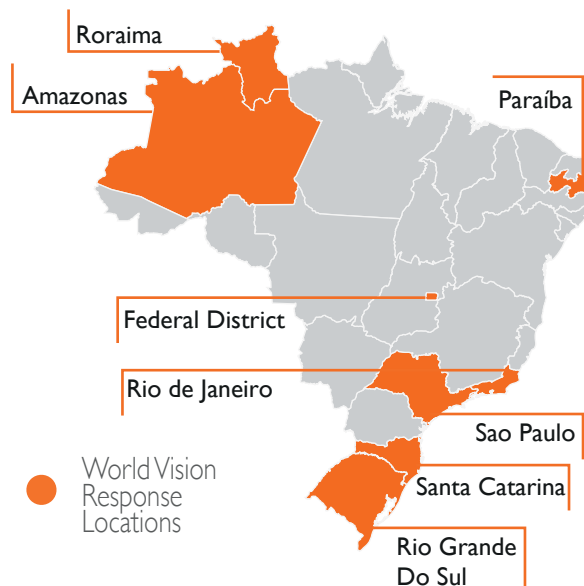 Roraima
Amazonas
Paraíba
Federal District
Rio de Janeiro
Sao Paulo
World Vision
Response
Locations
Santa Catarina
Rio Grande
Do Sul